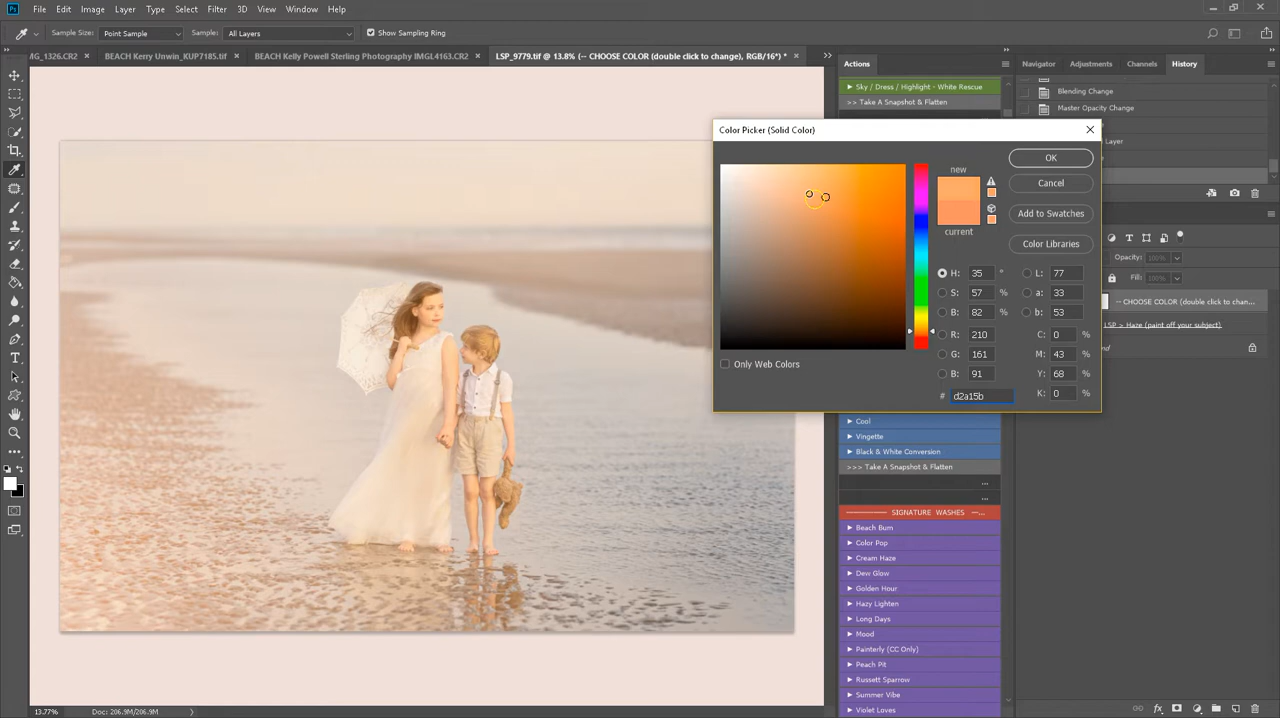 Ps File Edit Image Layer Type Select Filter 3D View Window Help
Sample Size: Point Sample Sample: All Layers Show Sampling Ring
MG_1326.CR2 × BEACH Kerry Unwin_KUP7185.tif × BEACH Kelly Powell Sterling Photography IMGL4163.CR2 × LSP_9779.tif @ 13.8% (-- CHOOSE COLOR (double click to change), RGB/16*) * ×
Actions
Navigator Adjustments Channels History
Sky / Dress / Highlight - White Rescue
>> Take A Snapshot & Flatten
Blending Change
Master Opacity Change
Layer
Color Picker (Solid Color)
new
current
OK
Cancel
Add to Swatches
Color Libraries
H: 35 °
S: 57 %
B: 82 %
R: 210
G: 161
B: 91
L: 77
a: 33
b: 53
C: 0 %
M: 43 %
Y: 68 %
K: 0 %
# d2a15b
Only Web Colors
Opacity: 100%
Fill: 100%
-- CHOOSE COLOR (double click to chan...
LSP > Haze (paint off your subject)
Cool
Vingette
Black & White Conversion
>>> Take A Snapshot & Flatten
...
...
SIGNATURE WASHES —...
Beach Bum
Color Pop
Cream Haze
Dew Glow
Golden Hour
Hazy Lighten
Long Days
Mood
Painterly (CC Only)
Peach Pit
Russett Sparrow
Summer Vibe
Violet Loves
13.77% Doc: 206.9M/206.9M